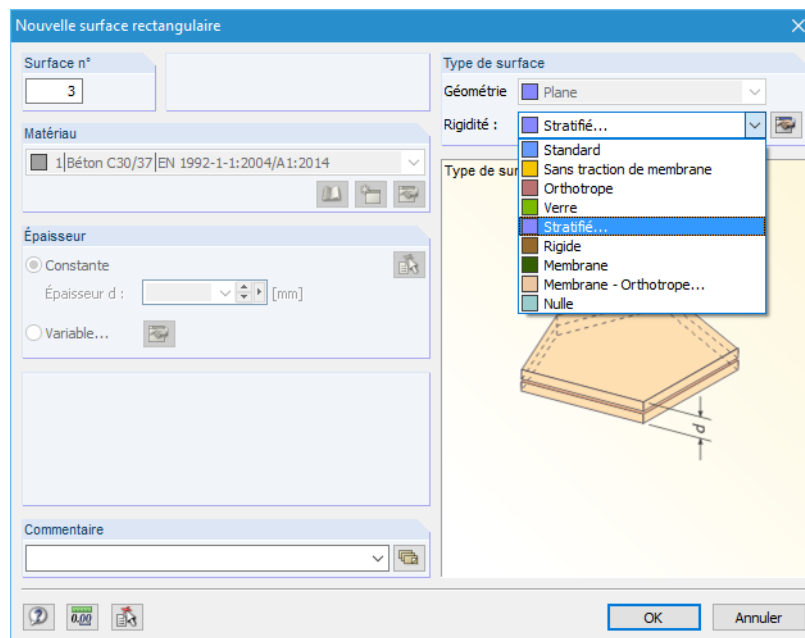 Nouvelle surface rectangulaire
Surface n°
3
Matériau
1 Béton C30/37 EN 1992-1-1:2004/A1:2014
Épaisseur
Constante
Épaisseur d : [mm]
Variable...
Commentaire
Type de surface
Géométrie Plane
Rigidité : Stratifié...
Standard
Sans traction de membrane
Orthotrope
Verre
Stratifié...
Rigide
Membrane
Membrane - Orthotrope...
Nulle
Type de sur
d
0.00
OK Annuler